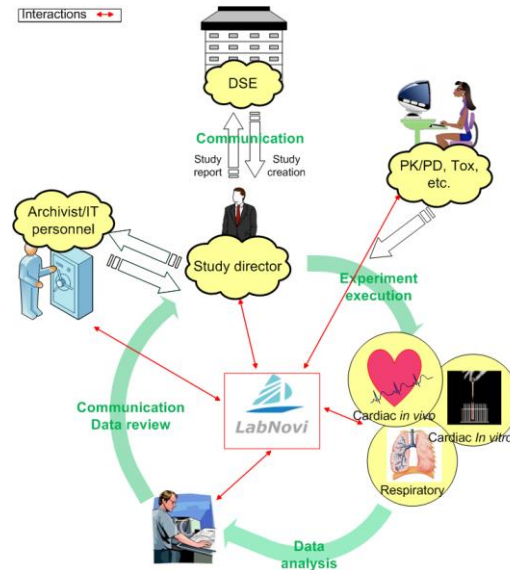 Interactions
DSE
Communication
Study
report
Study
creation
PK/PD, Tox,
etc.
Archivist/IT
personnel
Study director
Experiment
execution
LabNovi
Cardiac in vivo
Cardiac In vitro
Respiratory
Communication
Data review
Data
analysis